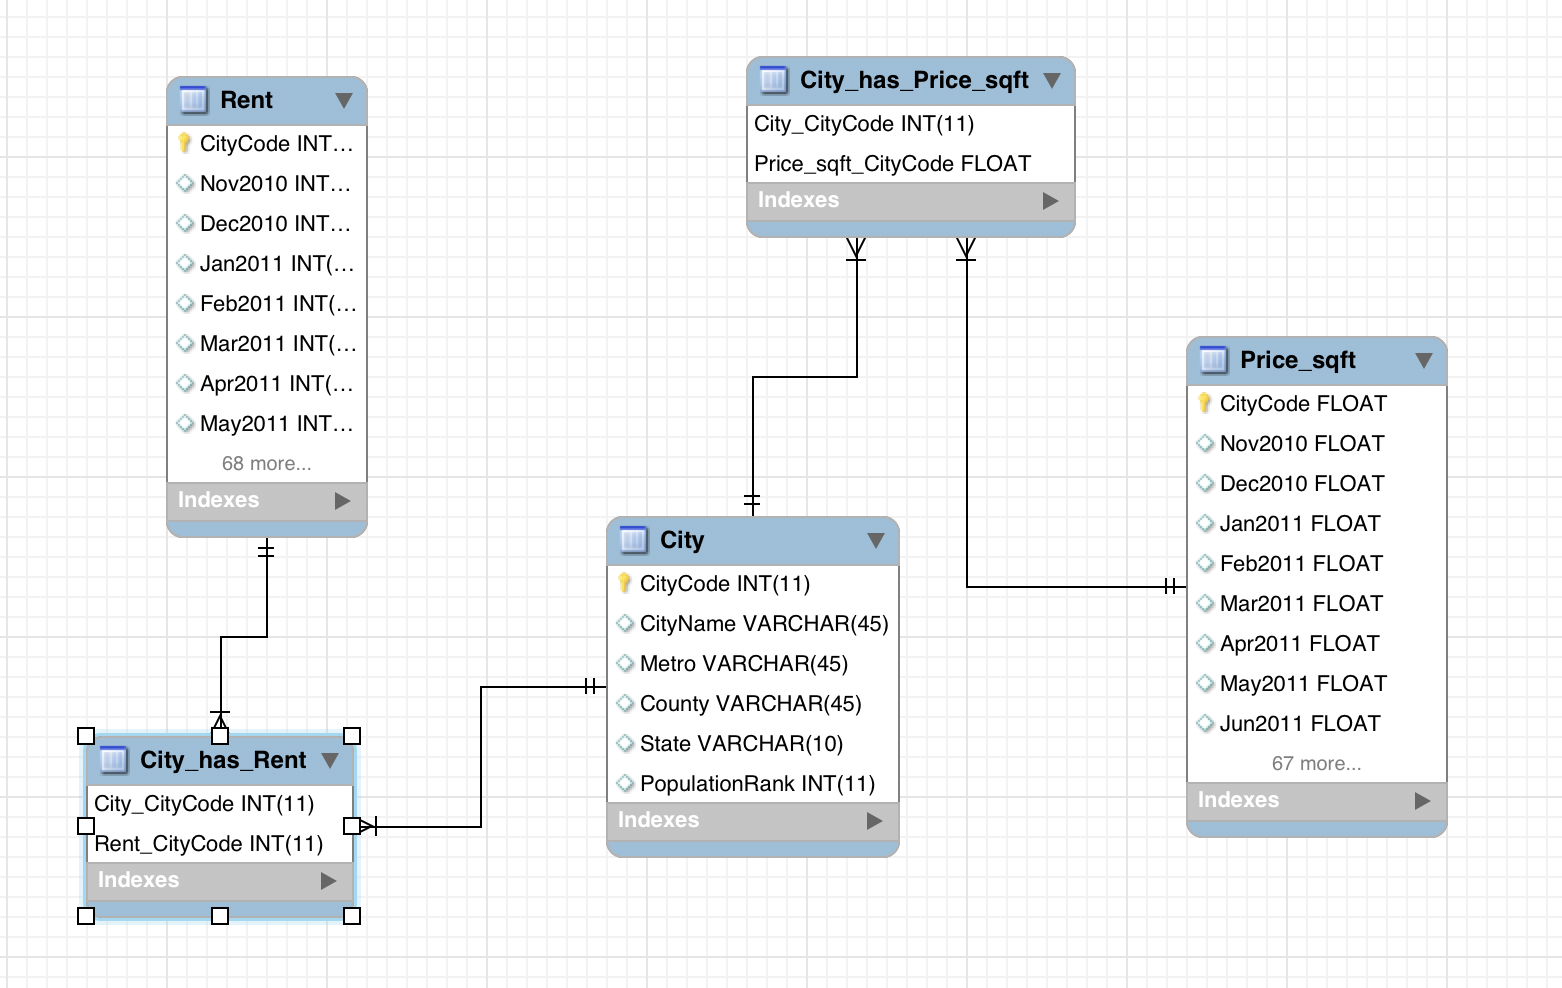 Rent
CityCode INT...
Nov2010 INT...
Dec2010 INT...
Jan2011 INT(...
Feb2011 INT(...
Mar2011 INT(...
Apr2011 INT(...
May2011 INT...
68 more...
Indexes
City_has_Price_sqft
City_CityCode INT(11)
Price_sqft_CityCode FLOAT
Indexes
Price_sqft
CityCode FLOAT
Nov2010 FLOAT
Dec2010 FLOAT
Jan2011 FLOAT
Feb2011 FLOAT
Mar2011 FLOAT
Apr2011 FLOAT
May2011 FLOAT
Jun2011 FLOAT
67 more...
Indexes
City
CityCode INT(11)
CityName VARCHAR(45)
Metro VARCHAR(45)
County VARCHAR(45)
State VARCHAR(10)
PopulationRank INT(11)
Indexes
City_has_Rent
City_CityCode INT(11)
Rent_CityCode INT(11)
Indexes